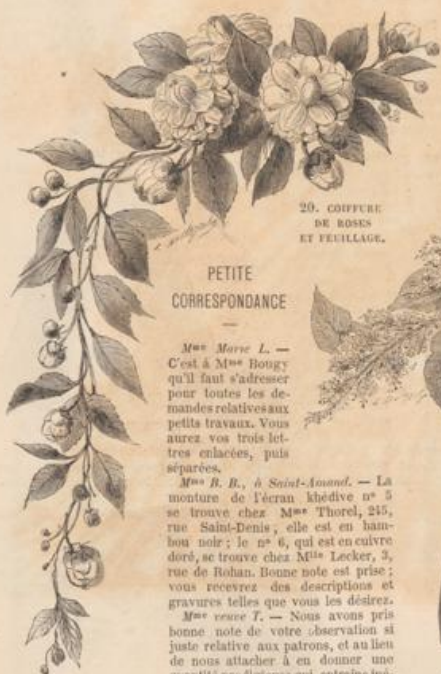 20. COIFFURE
DE ROSES
ET FEUILLAGE.
PETITE
CORRESPONDANCE
Mme Marie L. —
C'est à Mme Bougy
qu'il faut s'adresser
pour toutes les de-
mandes relatives aux
petits travaux. Vous
aurez vos trois let-
tres enlacées, puis
séparées.
Mme B. B., à Saint-Amand. — La
monture de l'écran khédive n° 5
se trouve chez Mme Thorel, 245,
rue Saint-Denis ; elle est en bam-
bou noir ; le n° 6, qui est en cuivre
doré, se trouve chez Mlle Lecker, 3,
rue de Rohan. Bonne note est prise ;
vous recevrez des descriptions et
gravures telles que vous les désirez.
Mme veuve T. — Nous avons pris
bonne note de votre observation si
juste relative aux patrons, et au lieu
de nous attacher à en donner une